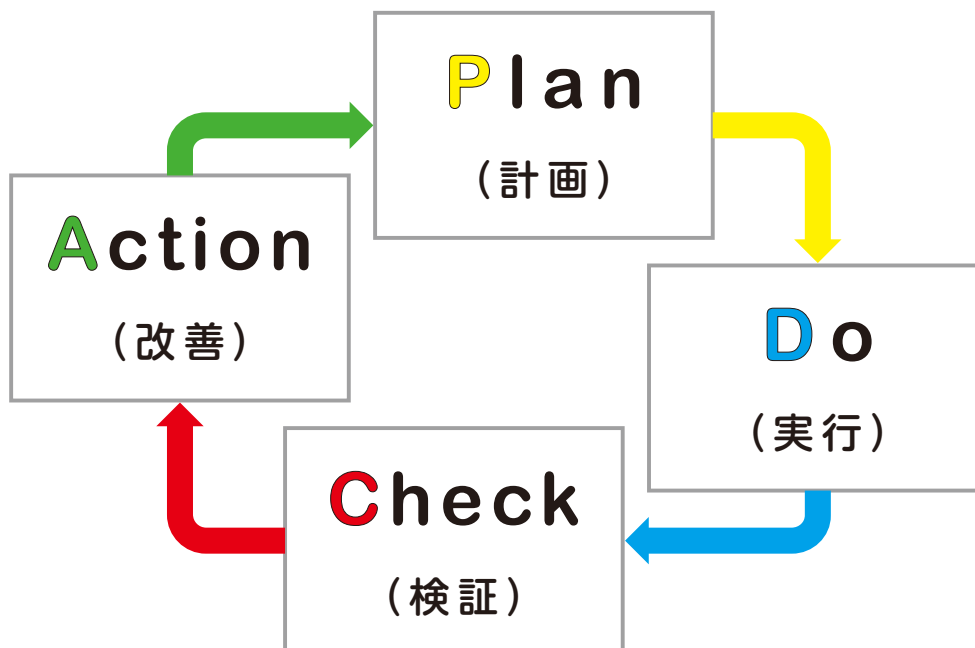 Plan
（計画）
Do
（実行）
Check
（検証）
Action
（改善）